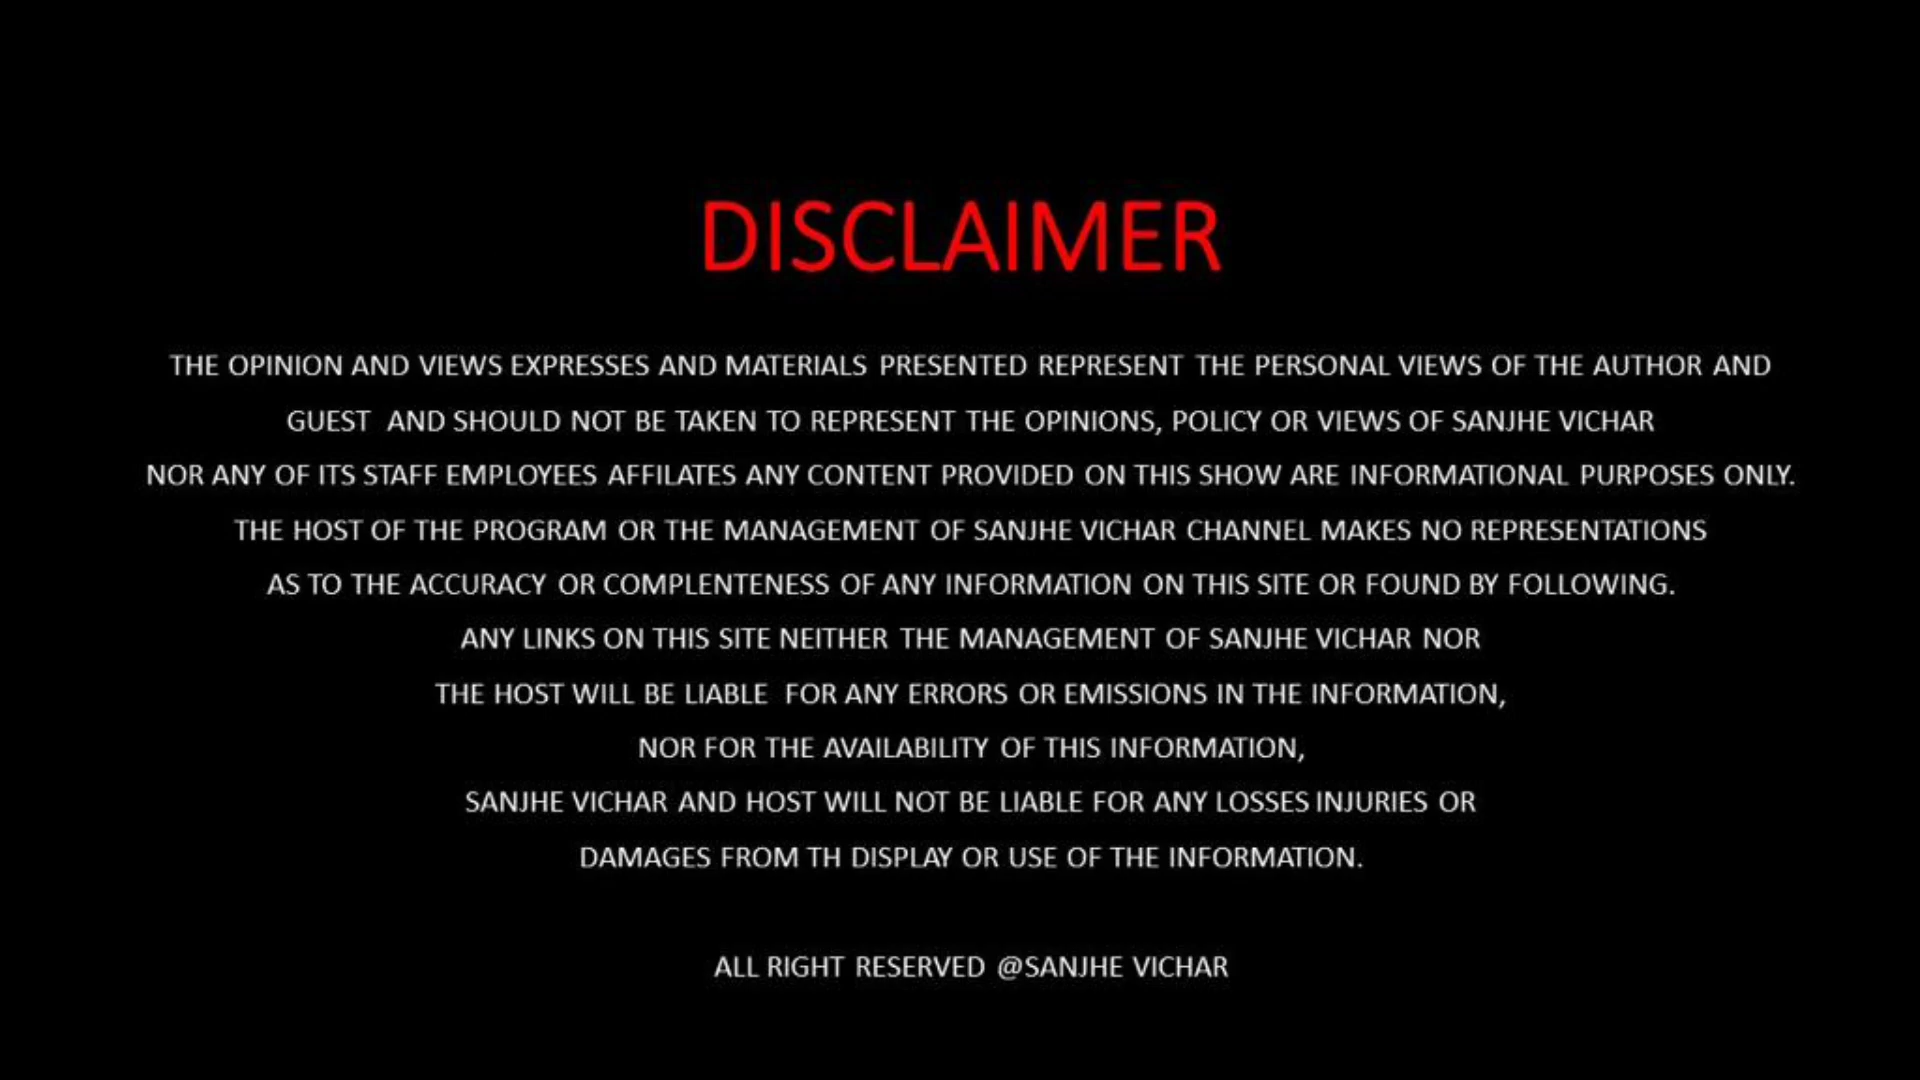 DISCLAIMER
THE OPINION AND VIEWS EXPRESSES AND MATERIALS PRESENTED REPRESENT THE PERSONAL VIEWS OF THE AUTHOR AND
GUEST AND SHOULD NOT BE TAKEN TO REPRESENT THE OPINIONS, POLICY OR VIEWS OF SANJHE VICHAR
NOR ANY OF ITS STAFF EMPLOYEES AFFILATES ANY CONTENT PROVIDED ON THIS SHOW ARE INFORMATIONAL PURPOSES ONLY.
THE HOST OF THE PROGRAM OR THE MANAGEMENT OF SANJHE VICHAR CHANNEL MAKES NO REPRESENTATIONS
AS TO THE ACCURACY OR COMPLENTENESS OF ANY INFORMATION ON THIS SITE OR FOUND BY FOLLOWING.
ANY LINKS ON THIS SITE NEITHER THE MANAGEMENT OF SANJHE VICHAR NOR
THE HOST WILL BE LIABLE FOR ANY ERRORS OR EMISSIONS IN THE INFORMATION,
NOR FOR THE AVAILABILITY OF THIS INFORMATION,
SANJHE VICHAR AND HOST WILL NOT BE LIABLE FOR ANY LOSSES INJURIES OR
DAMAGES FROM TH DISPLAY OR USE OF THE INFORMATION.
ALL RIGHT RESERVED @SANJHE VICHAR